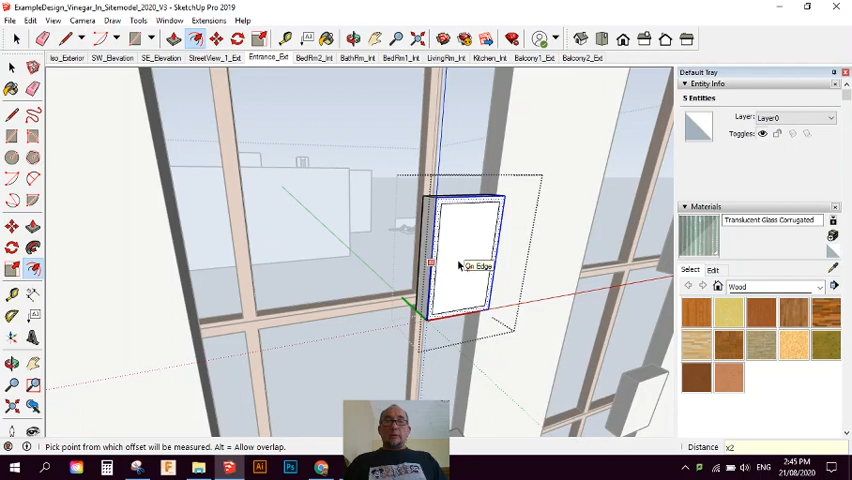 ExampleDesign_Vinegar_In_Sitemodel_2020_V3 - SketchUp Pro 2019
File Edit View Camera Draw Tools Window Extensions Help
Iso_Exterior SW_Elevation SE_Elevation StreetView_1_Ext Entrance_Ext BedRm2_Int BathRm_Int BedRm1_Int LivingRm_Int Kitchen_Int Balcony1_Ext Balcony2_Ext
Default Tray
Entity Info
5 Entities
Layer: Layer0
Toggles:
Materials
Translucent Glass Corrugated
Select Edit
Wood
On Edge
Pick point from which offset will be measured. Alt = Allow overlap.
Distance x2
ENG
2:45 PM
21/08/2020